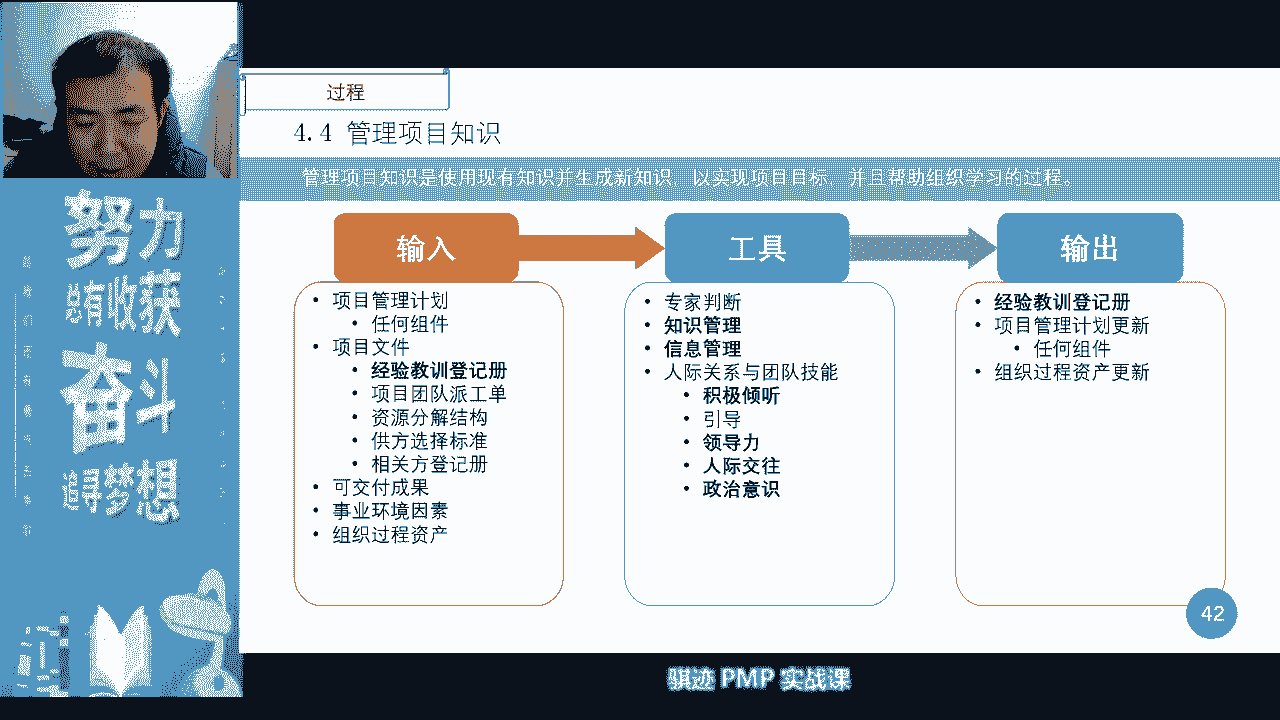 过程
4.4 管理项目知识
管理项目知识是使用现有知识并生成新知识，以实现项目目标，并且帮助组织学习的过程。
输入
项目管理计划
任何组件
项目文件
经验教训登记册
项目团队派工单
资源分解结构
供方选择标准
相关方登记册
可交付成果
事业环境因素
组织过程资产
工具
专家判断
知识管理
信息管理
人际关系与团队技能
积极倾听
引导
领导力
人际交往
政治意识
输出
经验教训登记册
项目管理计划更新
任何组件
组织过程资产更新
42
努力
总有收获
奋斗
追寻梦想
骐迹 PMP 实战课